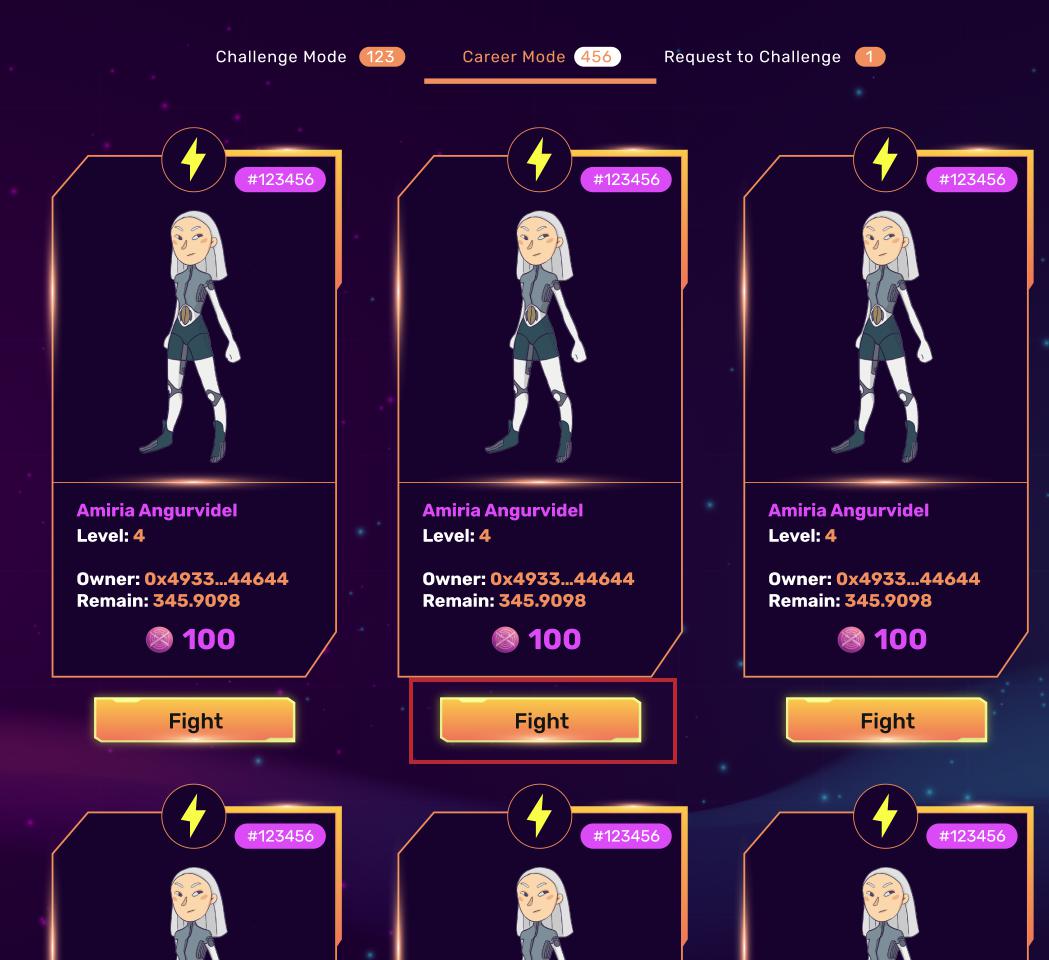 Challenge Mode 123 Career Mode 456 Request to Challenge 1
#123456 #123456 #123456
Amiria Angurvidel Amiria Angurvidel Amiria Angurvidel
Level: 4 Level: 4 Level: 4
Owner: 0x4933...44644 Owner: 0x4933...44644 Owner: 0x4933...44644
Remain: 345.9098 Remain: 345.9098 Remain: 345.9098
100 100 100
Fight Fight Fight
#123456 #123456 #123456